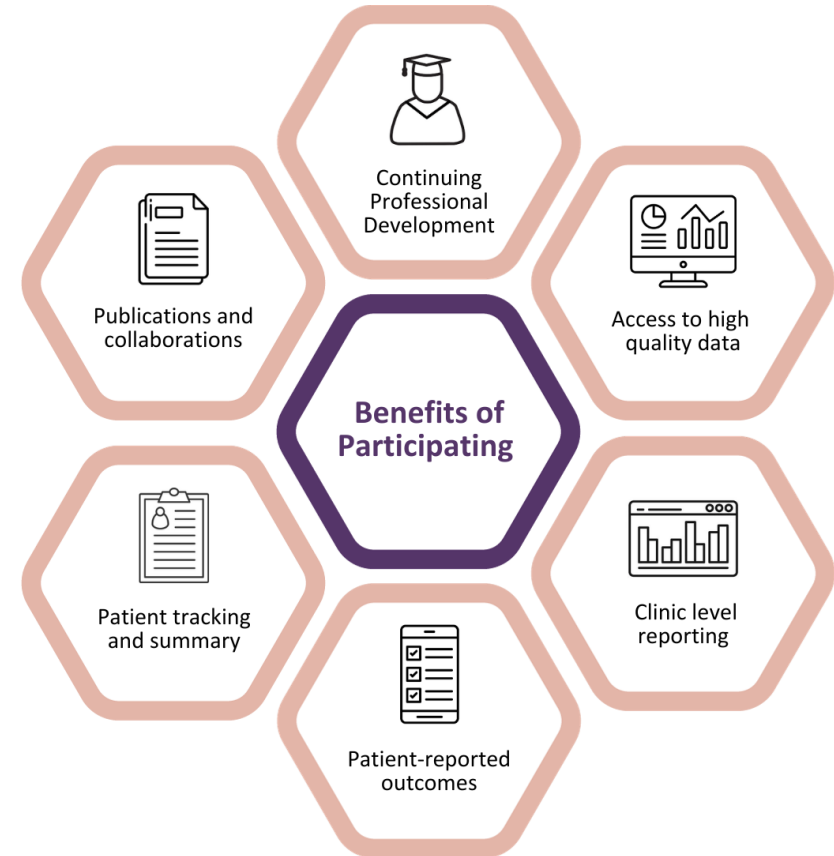 Continuing
Professional
Development
Publications and
collaborations
Access to high
quality data
Benefits of
Participating
Patient tracking
and summary
Clinic level
reporting
Patient-reported
outcomes